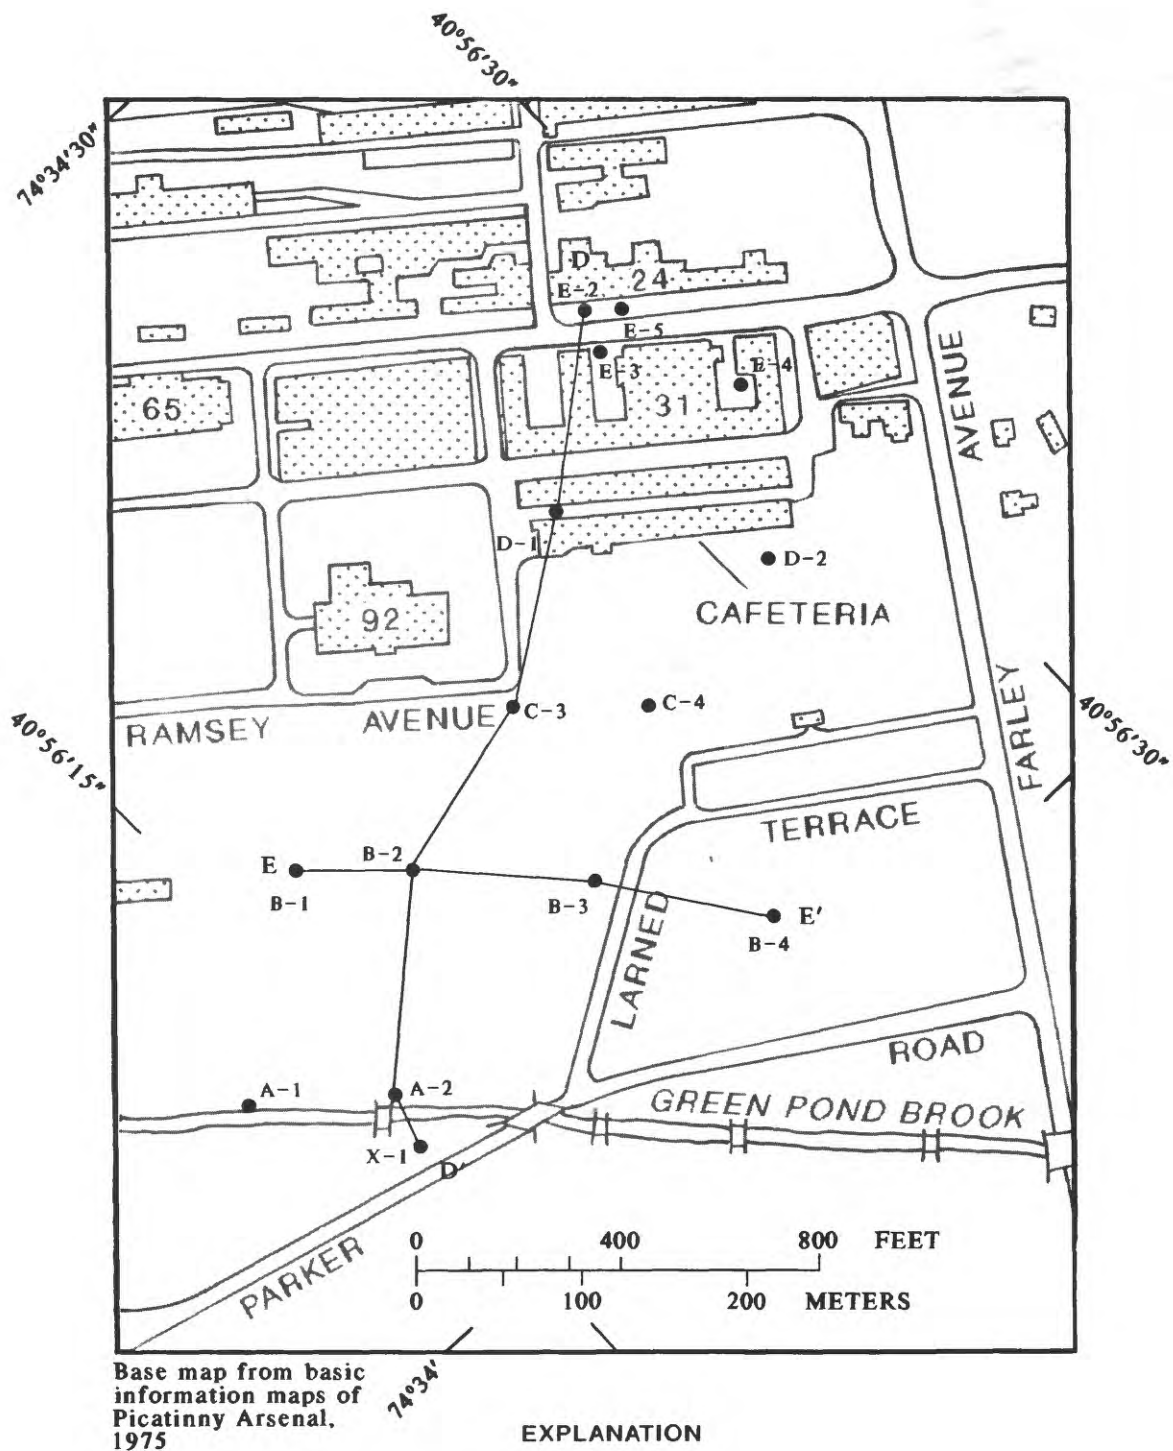 40°56'30"
74°34'30"
D
24
E-2
E-5
E-3
E-4
65
31
AVENUE
D-1
D-2
CAFETERIA
92
RAMSEY AVENUE
C-3
C-4
FARLEY
40°56'15"
40°56'30"
TERRACE
E
B-2
B-1
B-3
B-4
E'
LARNED
ROAD
A-1
A-2
GREEN POND BROOK
X-1
D'
PARKER
0 400 800 FEET
0 100 200 METERS
74°34'
Base map from basic
information maps of
Picatinny Arsenal,
1975
EXPLANATION